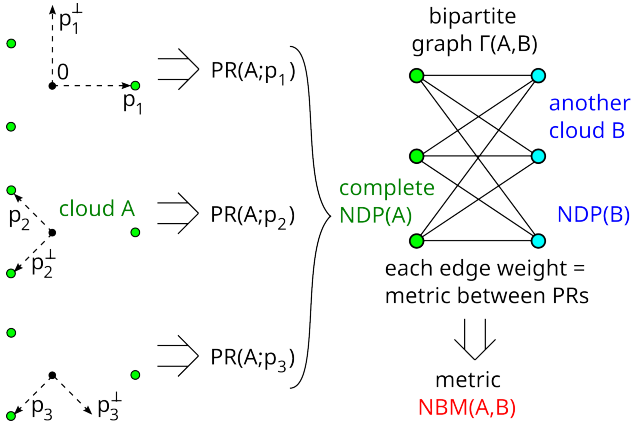 p₁⊥
0
p₁
PR(A;p₁)
cloud A
p₂
p₂⊥
PR(A;p₂)
p₃
p₃⊥
PR(A;p₃)
complete
NDP(A)
bipartite
graph Γ(A,B)
another
cloud B
NDP(B)
each edge weight =
metric between PRs
metric
NBM(A,B)